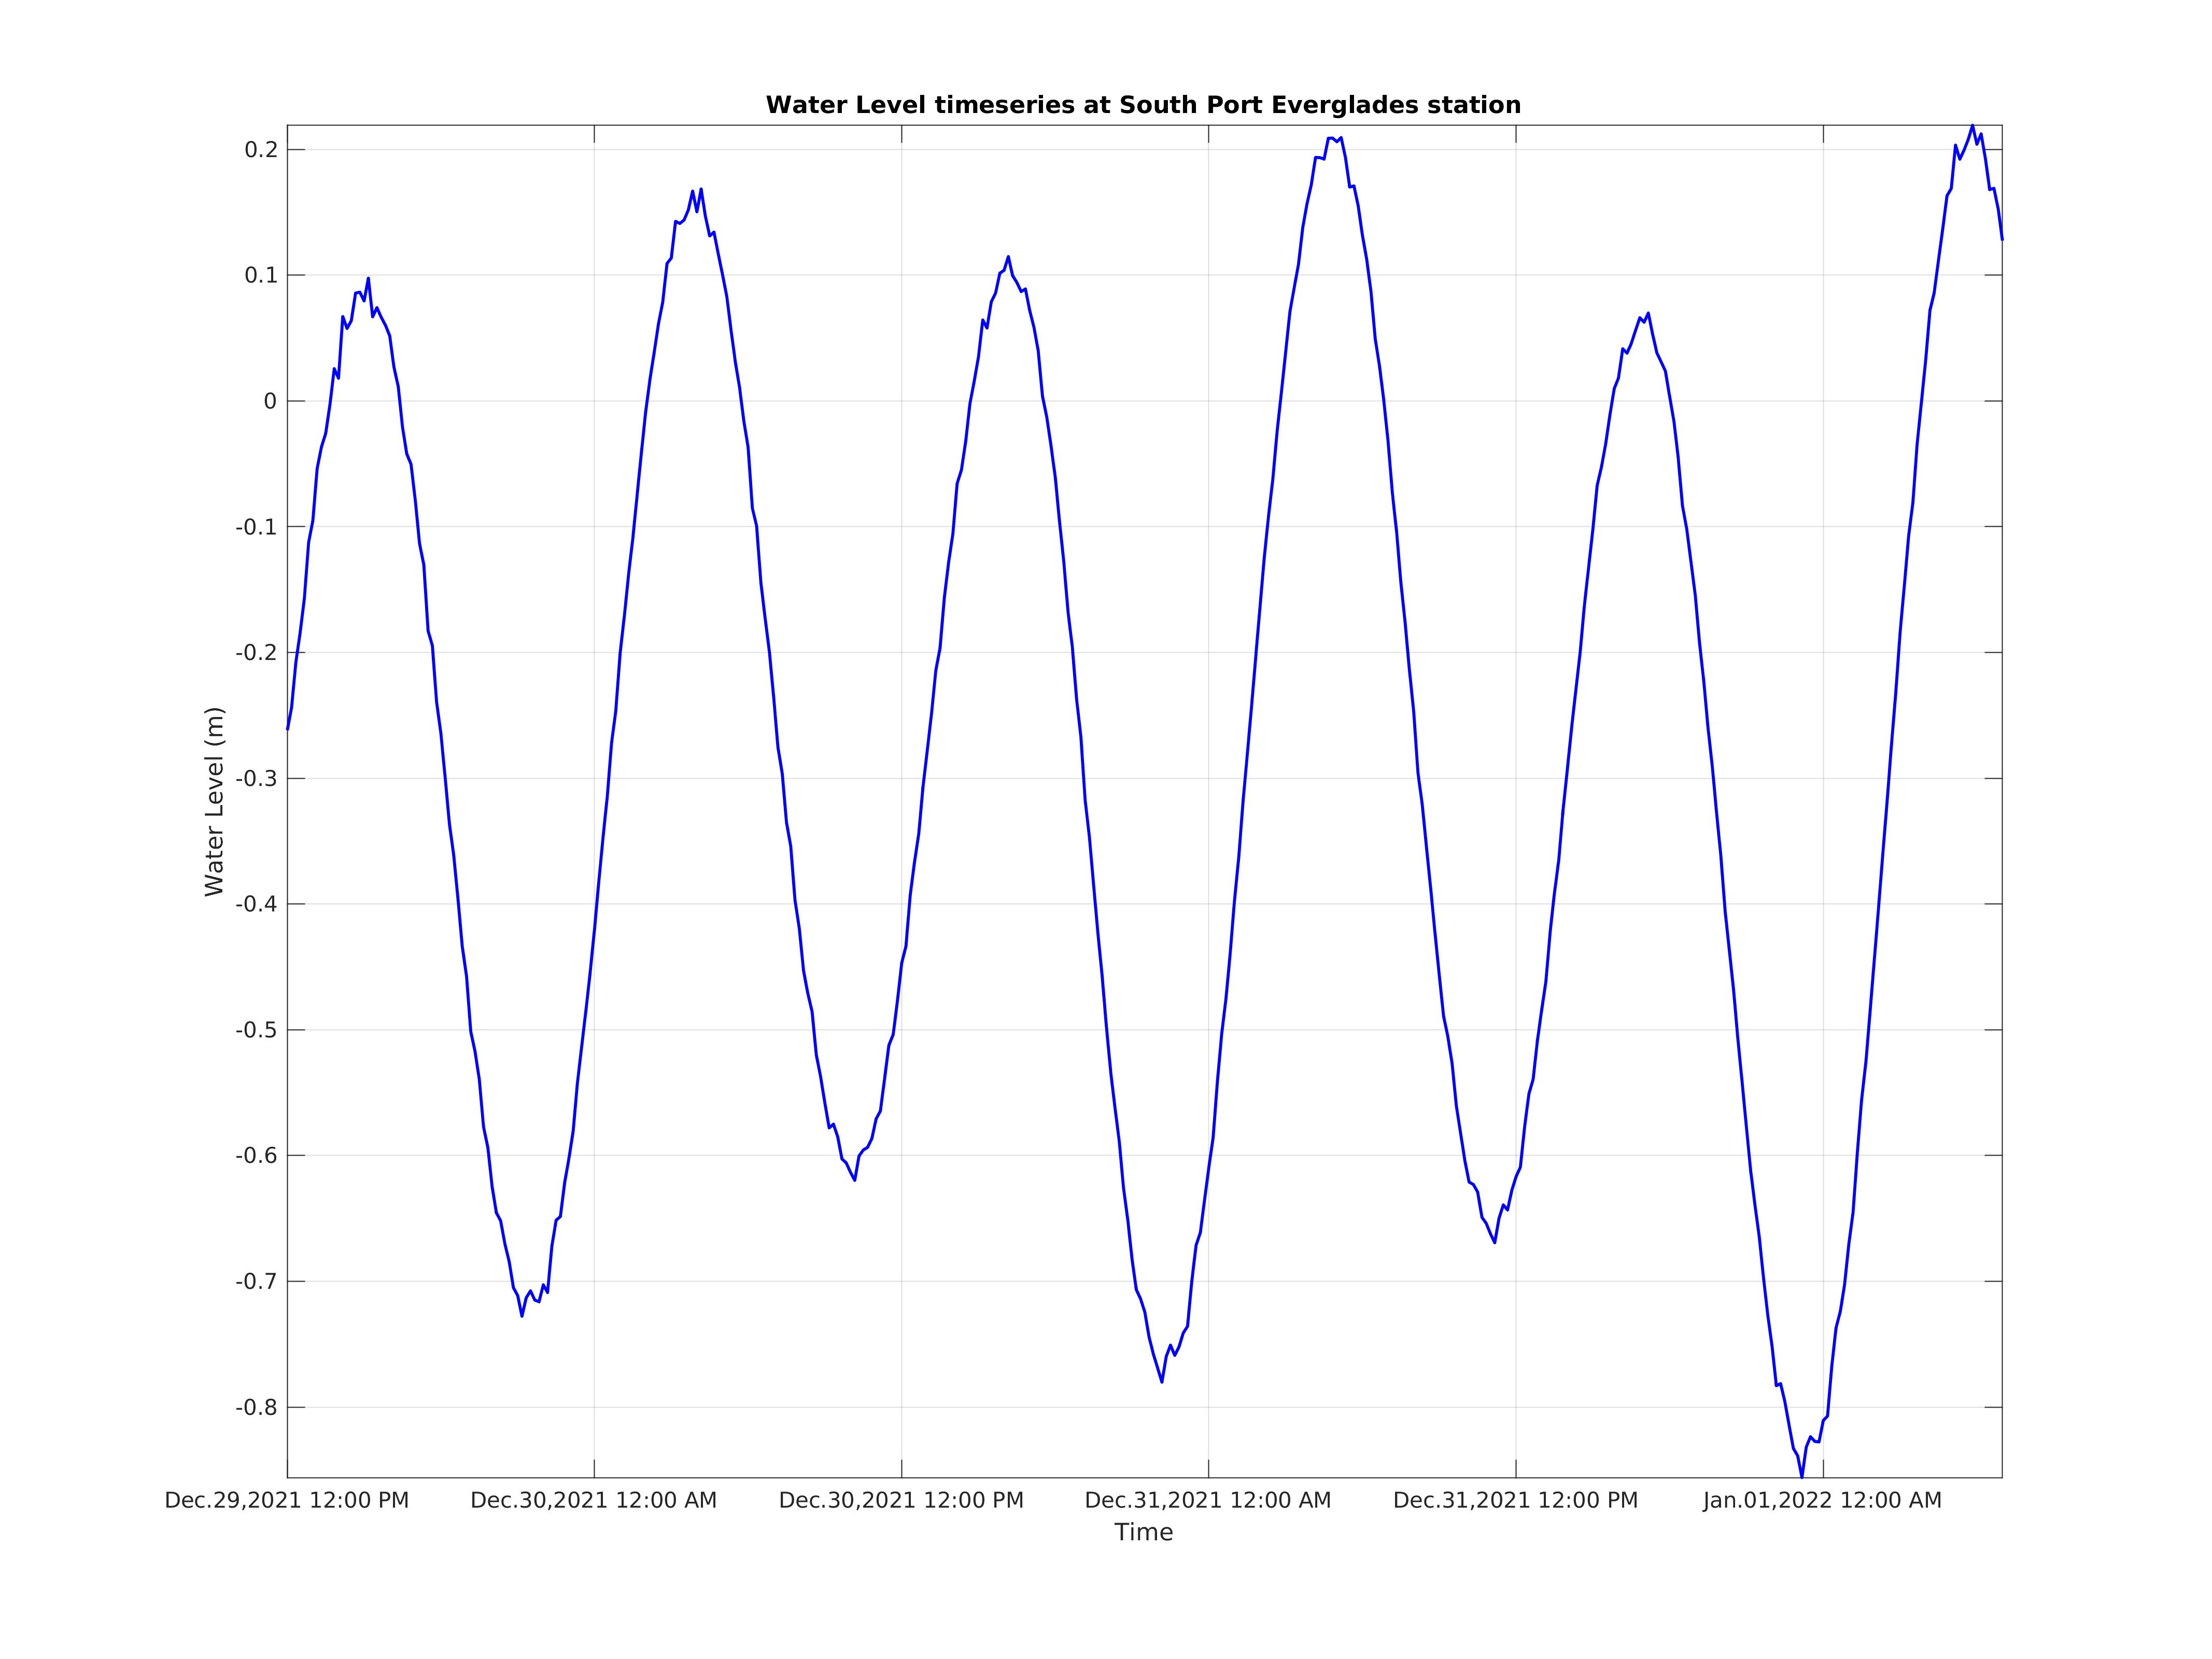 Water Level timeseries at South Port Everglades station
0.2
0.1
0
-0.1
-0.2
-0.3
-0.4
-0.5
-0.6
-0.7
-0.8
Water Level (m)
Dec.29,2021 12:00 PM Dec.30,2021 12:00 AM Dec.30,2021 12:00 PM Dec.31,2021 12:00 AM Dec.31,2021 12:00 PM Jan.01,2022 12:00 AM
Time